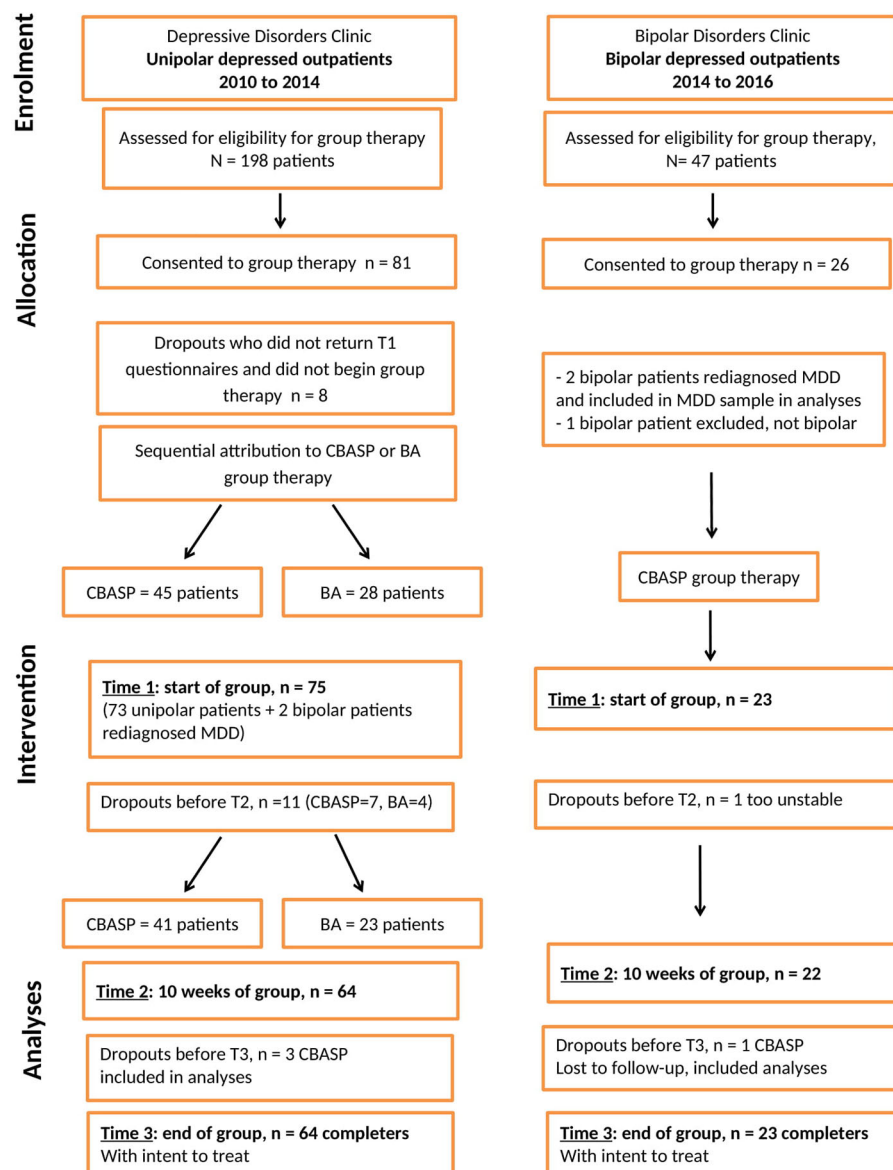 Enrolment
Depressive Disorders Clinic
Unipolar depressed outpatients
2010 to 2014
Bipolar Disorders Clinic
Bipolar depressed outpatients
2014 to 2016
Assessed for eligibility for group therapy
N = 198 patients
Assessed for eligibility for group therapy,
N= 47 patients
Allocation
Consented to group therapy n = 81
Consented to group therapy n = 26
Dropouts who did not return T1
questionnaires and did not begin group
therapy n = 8
- 2 bipolar patients rediagnosed MDD
and included in MDD sample in analyses
- 1 bipolar patient excluded, not bipolar
Sequential attribution to CBASP or BA
group therapy
CBASP = 45 patients
BA = 28 patients
CBASP group therapy
Intervention
Time 1: start of group, n = 75
(73 unipolar patients + 2 bipolar patients
rediagnosed MDD)
Time 1: start of group, n = 23
Dropouts before T2, n =11 (CBASP=7, BA=4)
Dropouts before T2, n = 1 too unstable
CBASP = 41 patients
BA = 23 patients
Analyses
Time 2: 10 weeks of group, n = 64
Time 2: 10 weeks of group, n = 22
Dropouts before T3, n = 3 CBASP
included in analyses
Dropouts before T3, n = 1 CBASP
Lost to follow-up, included analyses
Time 3: end of group, n = 64 completers
With intent to treat
Time 3: end of group, n = 23 completers
With intent to treat